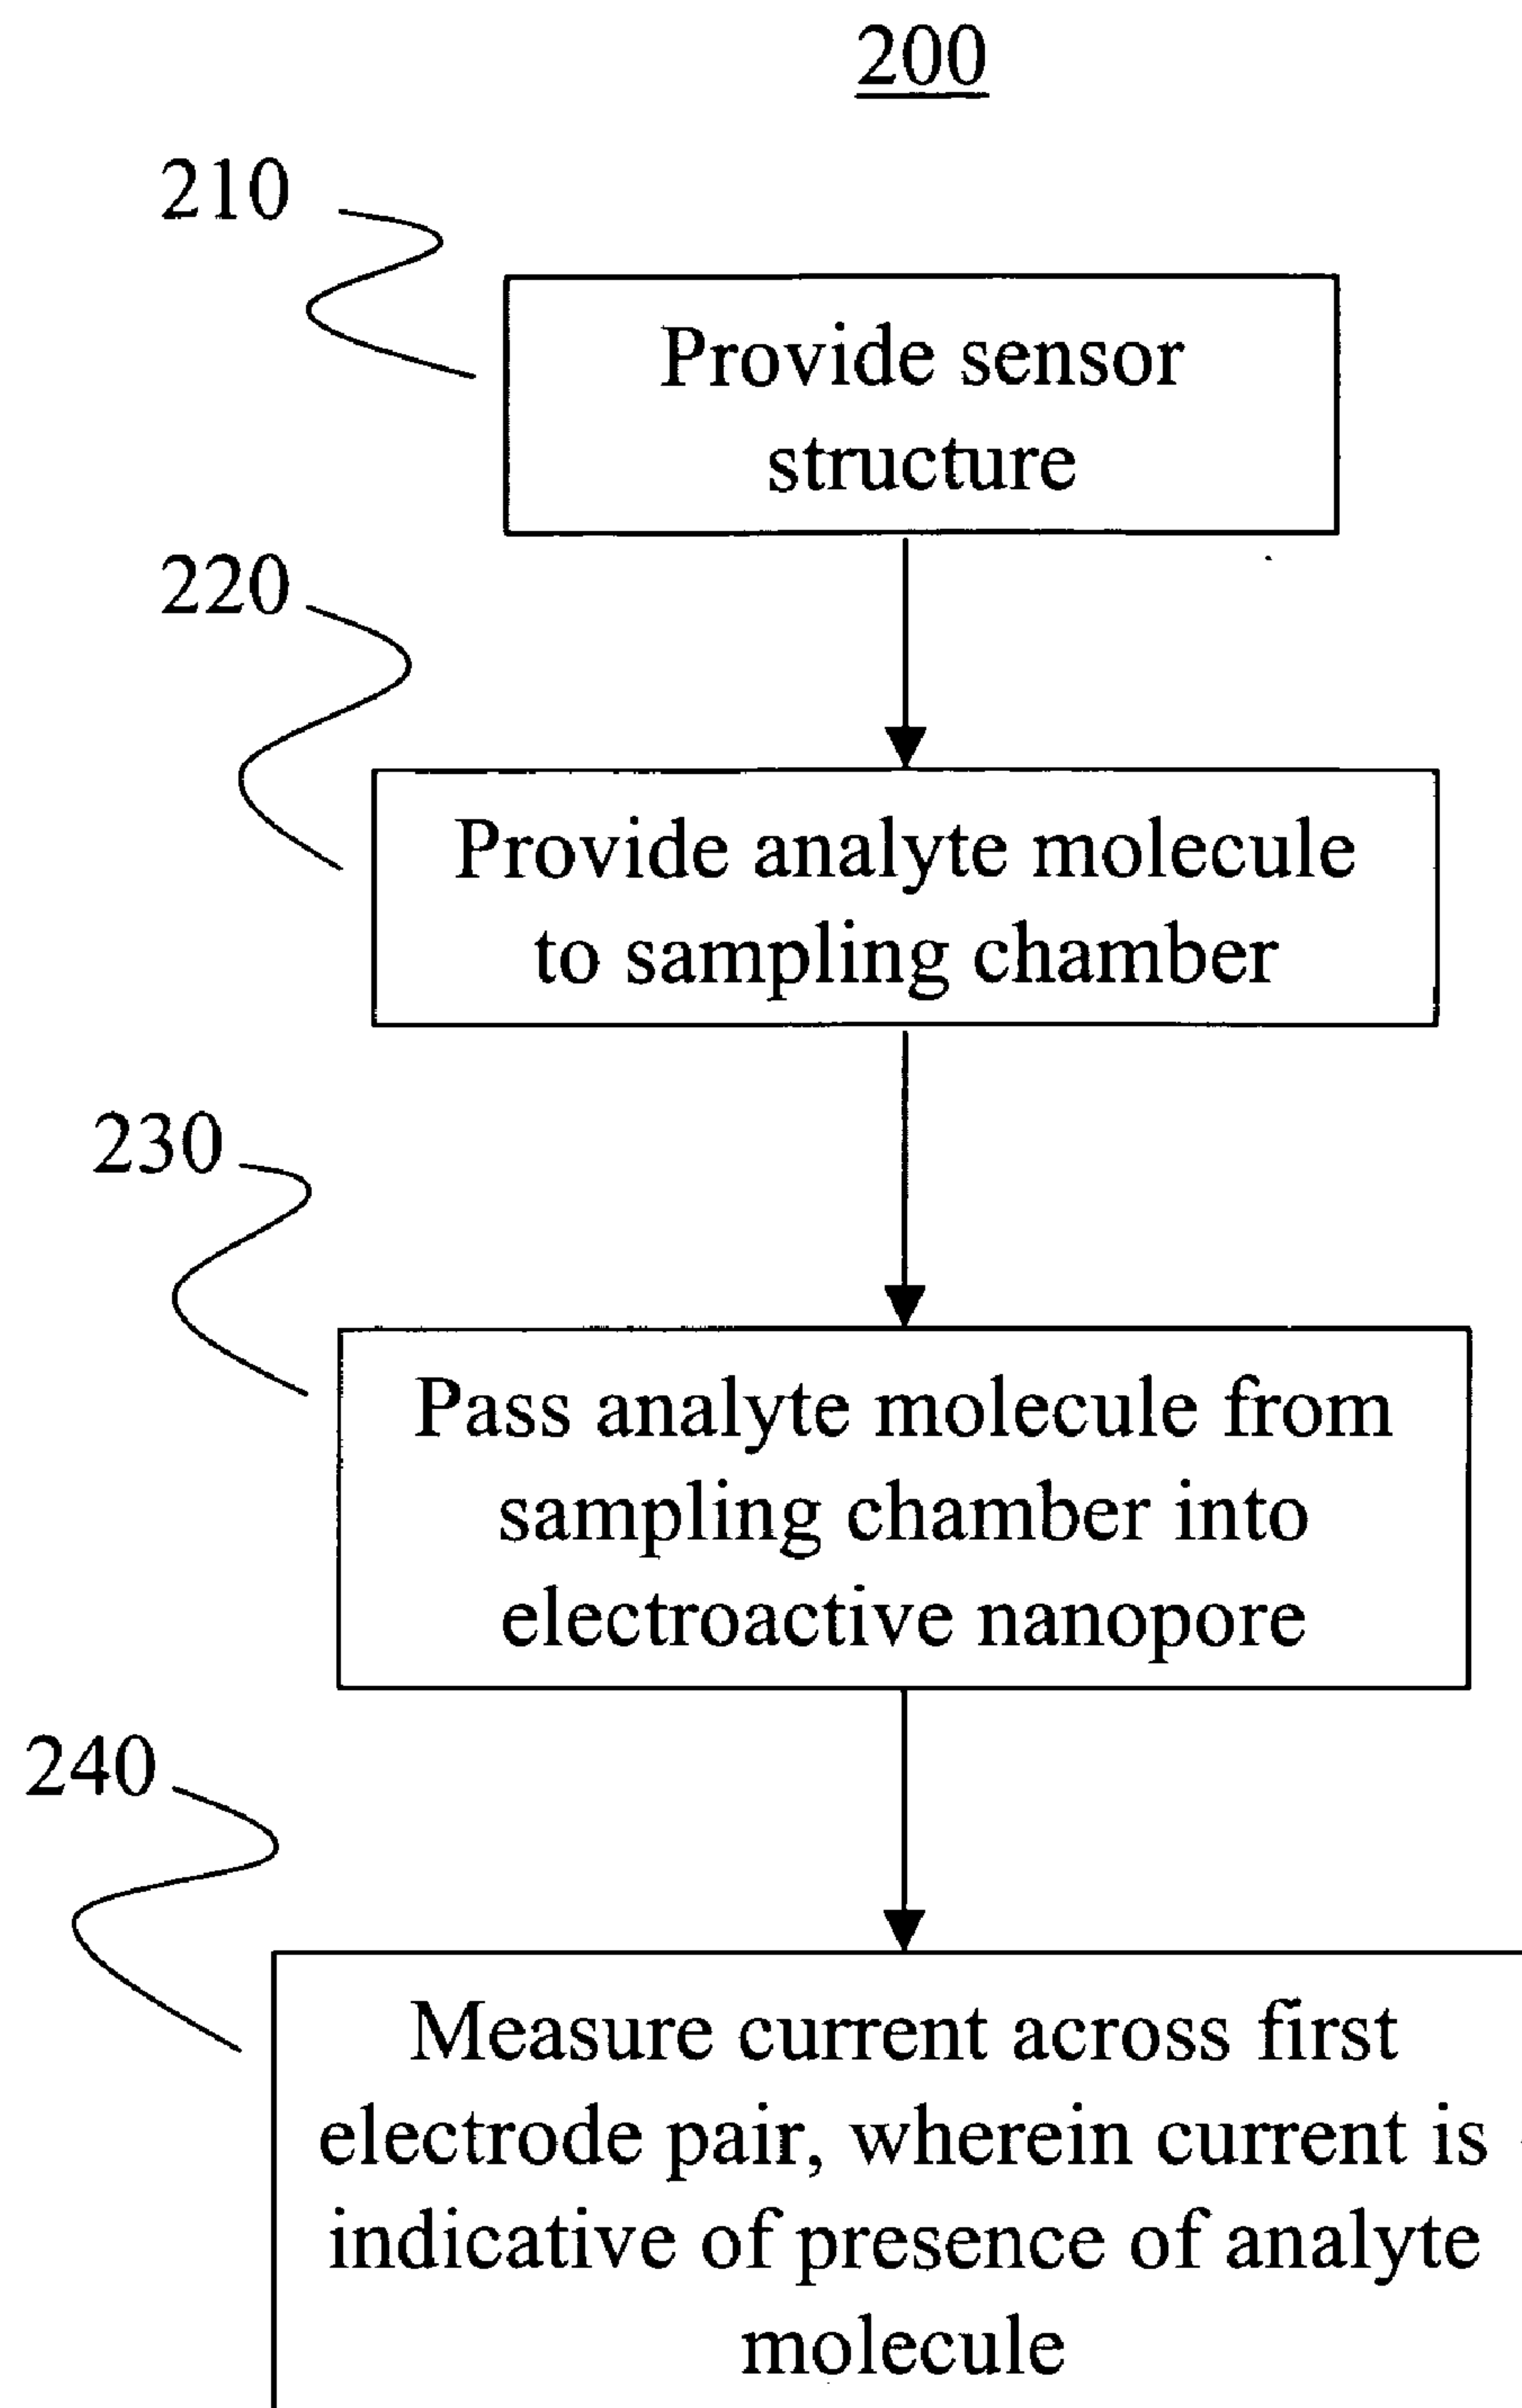 200
210
Provide sensor
structure
220
Provide analyte molecule
to sampling chamber
230
Pass analyte molecule from
sampling chamber into
electroactive nanopore
240
Measure current across first
electrode pair, wherein current is
indicative of presence of analyte
molecule